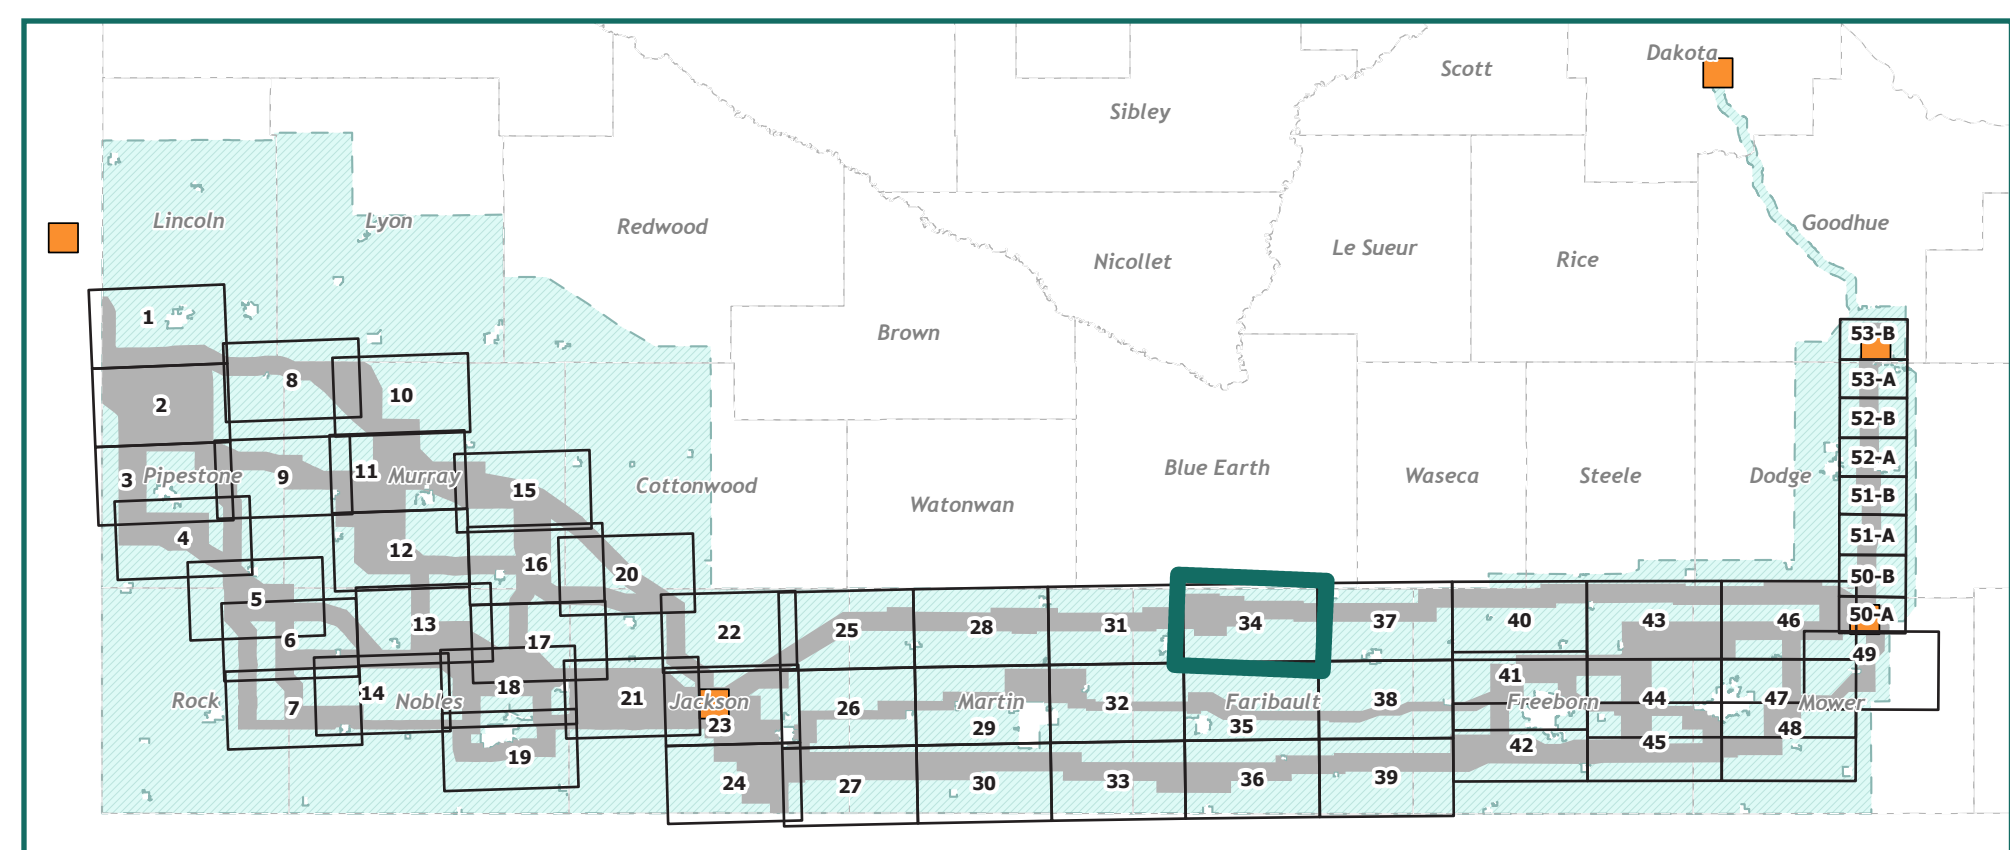 Dakota
Scott
Sibley
Lincoln
Lyon
Redwood
Goodhue
Le Sueur
Nicollet
Rice
1
Brown
53-B
8
10
53-A
2
52-B
52-A
Pipestone
3
9
11
Murray
15
Cottonwood
Watonwan
Blue Earth
Waseca
Steele
Dodge
51-B
4
12
16
20
51-A
50-B
5
6
13
17
22
25
28
31
34
37
40
43
46
50-A
49
Rock
7
14
Nobles
18
21
Jackson
23
26
Martin
29
32
Faribault
35
38
41
Freeborn
44
47
Mower
48
19
24
27
30
33
36
39
42
45